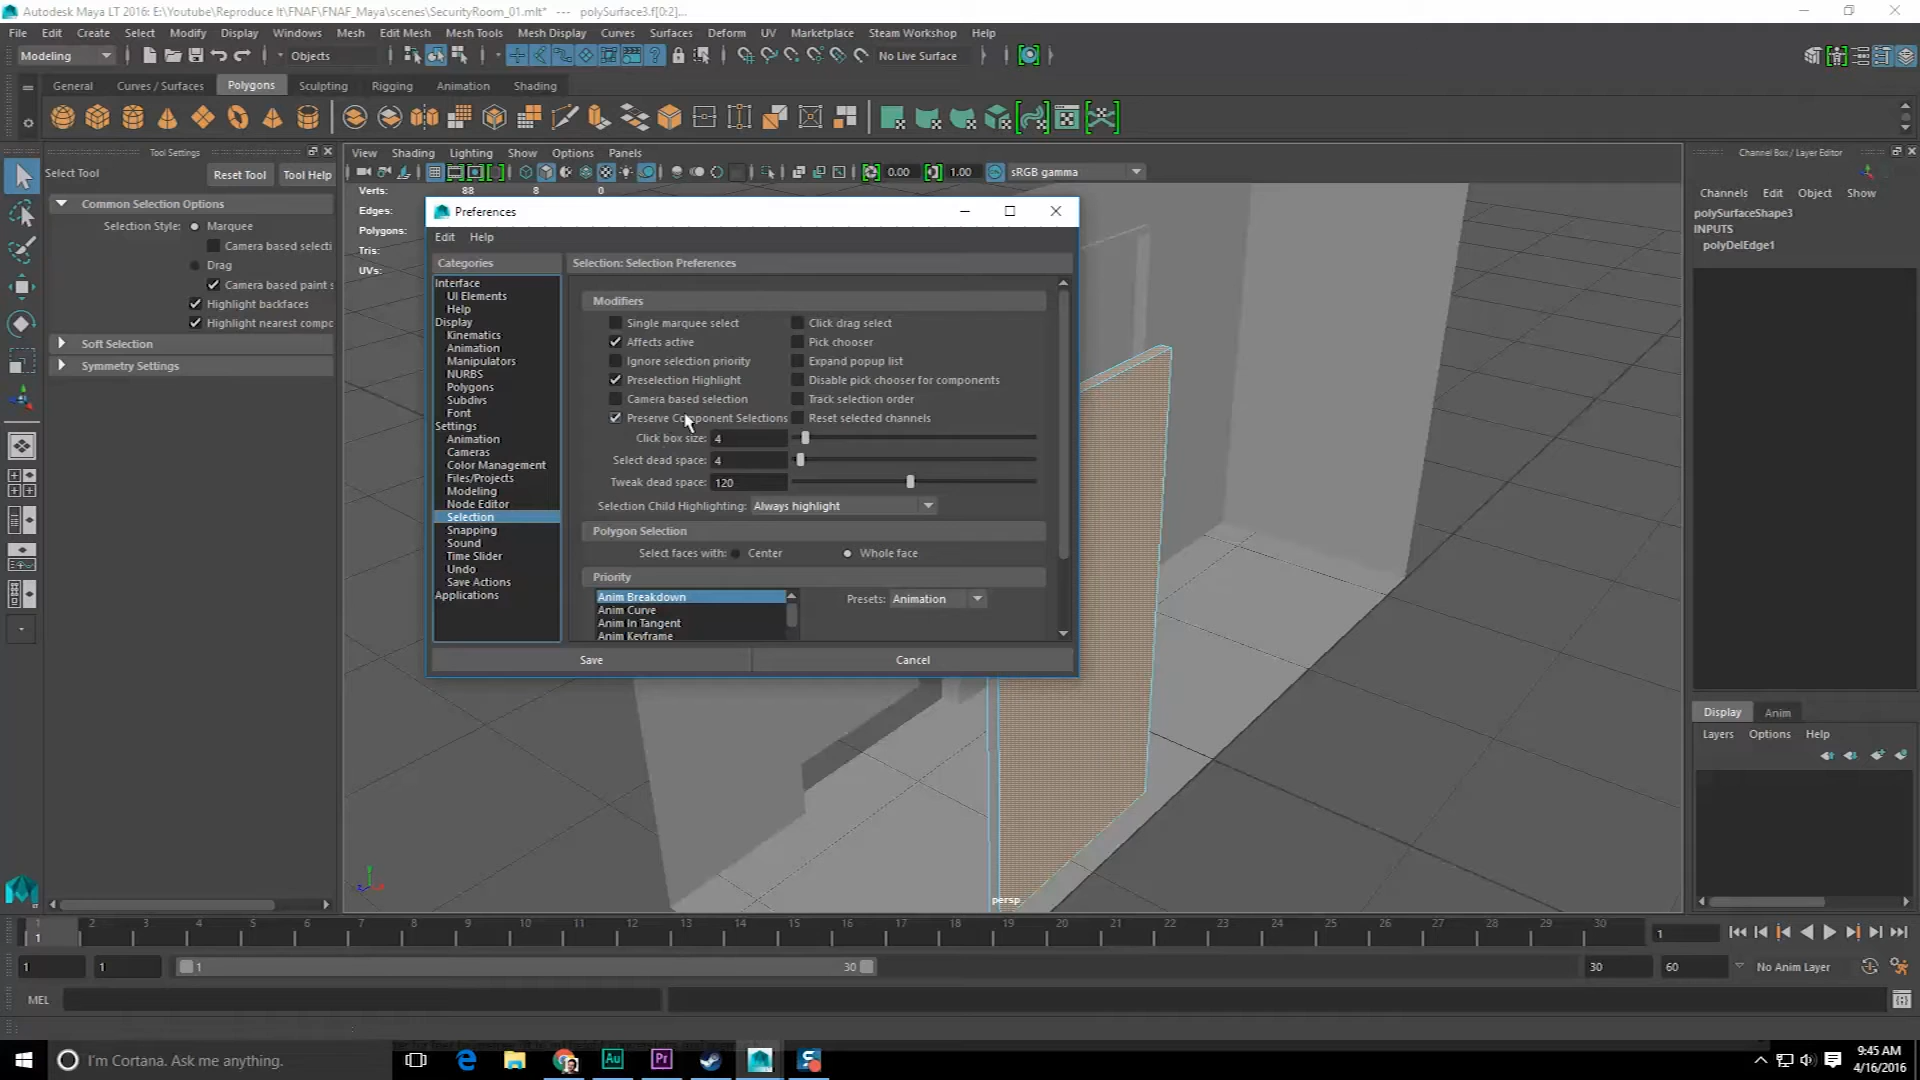 Autodesk Maya LT 2016: E:\Youtube\Reproduce It\FNAF\FNAF_Maya\scenes\SecurityRoom_01.mlt* --- polySurface3.f[0:2]...
File Edit Create Select Modify Display Windows Mesh Edit Mesh Mesh Tools Mesh Display Curves Surfaces Deform UV Marketplace Steam Workshop Help
Modeling Objects No Live Surface
General Curves / Surfaces Polygons Sculpting Rigging Animation Shading
Tool Settings
Select Tool Reset Tool Tool Help
Common Selection Options
Selection Style: Marquee
Camera based selecti
Drag
Camera based paint s
Highlight backfaces
Highlight nearest compc
Soft Selection
Symmetry Settings
View Shading Lighting Show Options Panels
0.00 1.00 sRGB gamma
Verts: 88 8 0
Edges:
Polygons:
Tris:
UVs:
Preferences
Edit Help
Categories
Interface
UI Elements
Help
Display
Kinematics
Animation
Manipulators
NURBS
Polygons
Subdivs
Font
Settings
Animation
Cameras
Color Management
Files/Projects
Modeling
Node Editor
Selection
Snapping
Sound
Time Slider
Undo
Save Actions
Applications
Selection: Selection Preferences
Modifiers
Single marquee select Click drag select
Affects active Pick chooser
Ignore selection priority Expand popup list
Preselection Highlight Disable pick chooser for components
Camera based selection Track selection order
Preserve Component Selections Reset selected channels
Click box size: 4
Select dead space: 4
Tweak dead space: 120
Selection Child Highlighting: Always highlight
Polygon Selection
Select faces with: Center Whole face
Priority
Anim Breakdown
Anim Curve
Anim In Tangent
Anim Keyframe
Presets: Animation
Save Cancel
persp
Channel Box / Layer Editor
Channels Edit Object Show
polySurfaceShape3
INPUTS
polyDelEdge1
Display Anim
Layers Options Help
1 2 3 4 5 6 7 8 9 10 11 12 13 14 15 16 17 18 19 20 21 22 23 24 25 26 27 28 29 30
1 1
1 1 1 30 30 60 No Anim Layer
MEL
I'm Cortana. Ask me anything.
9:45 AM
4/16/2016